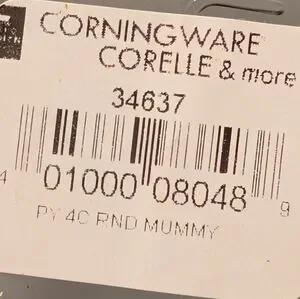 CORNINGWARE
CORELLE & more
34637
4 01000 08048 9
PY 4C RND MUMMY